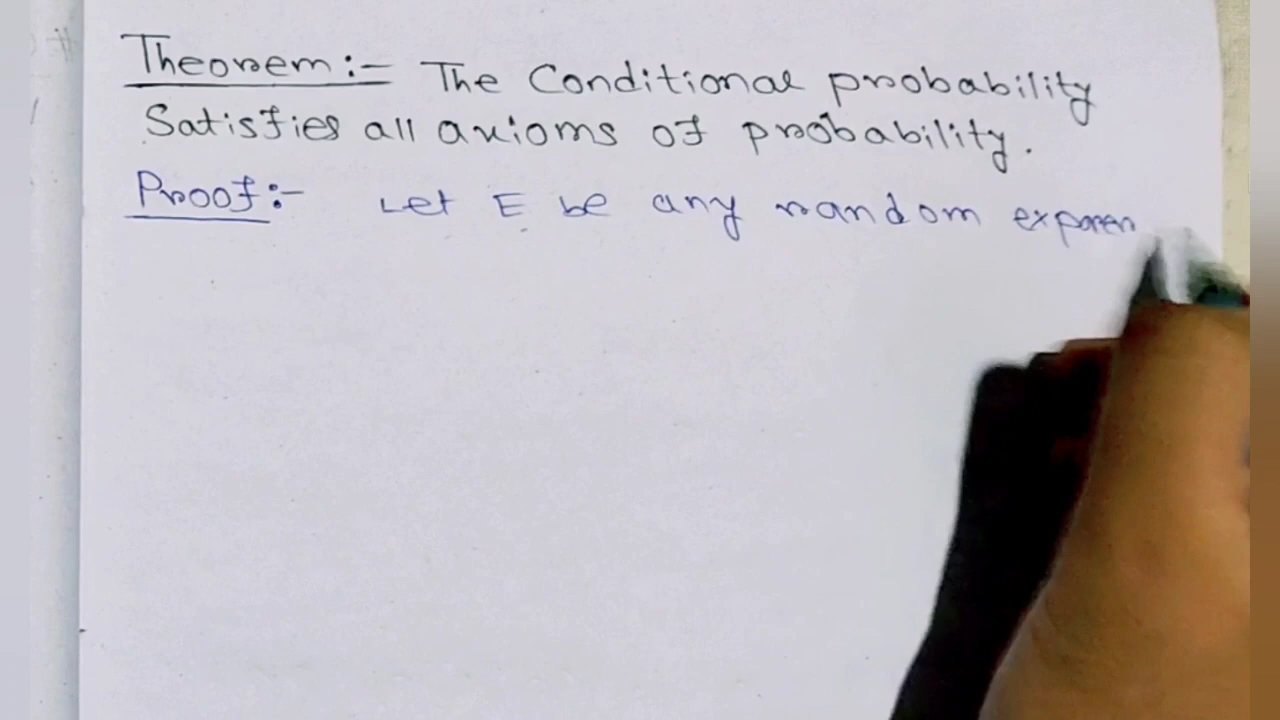 Theorem :- The Conditional probability
Satisfies all axioms of probability.
Proof :- Let E be any random